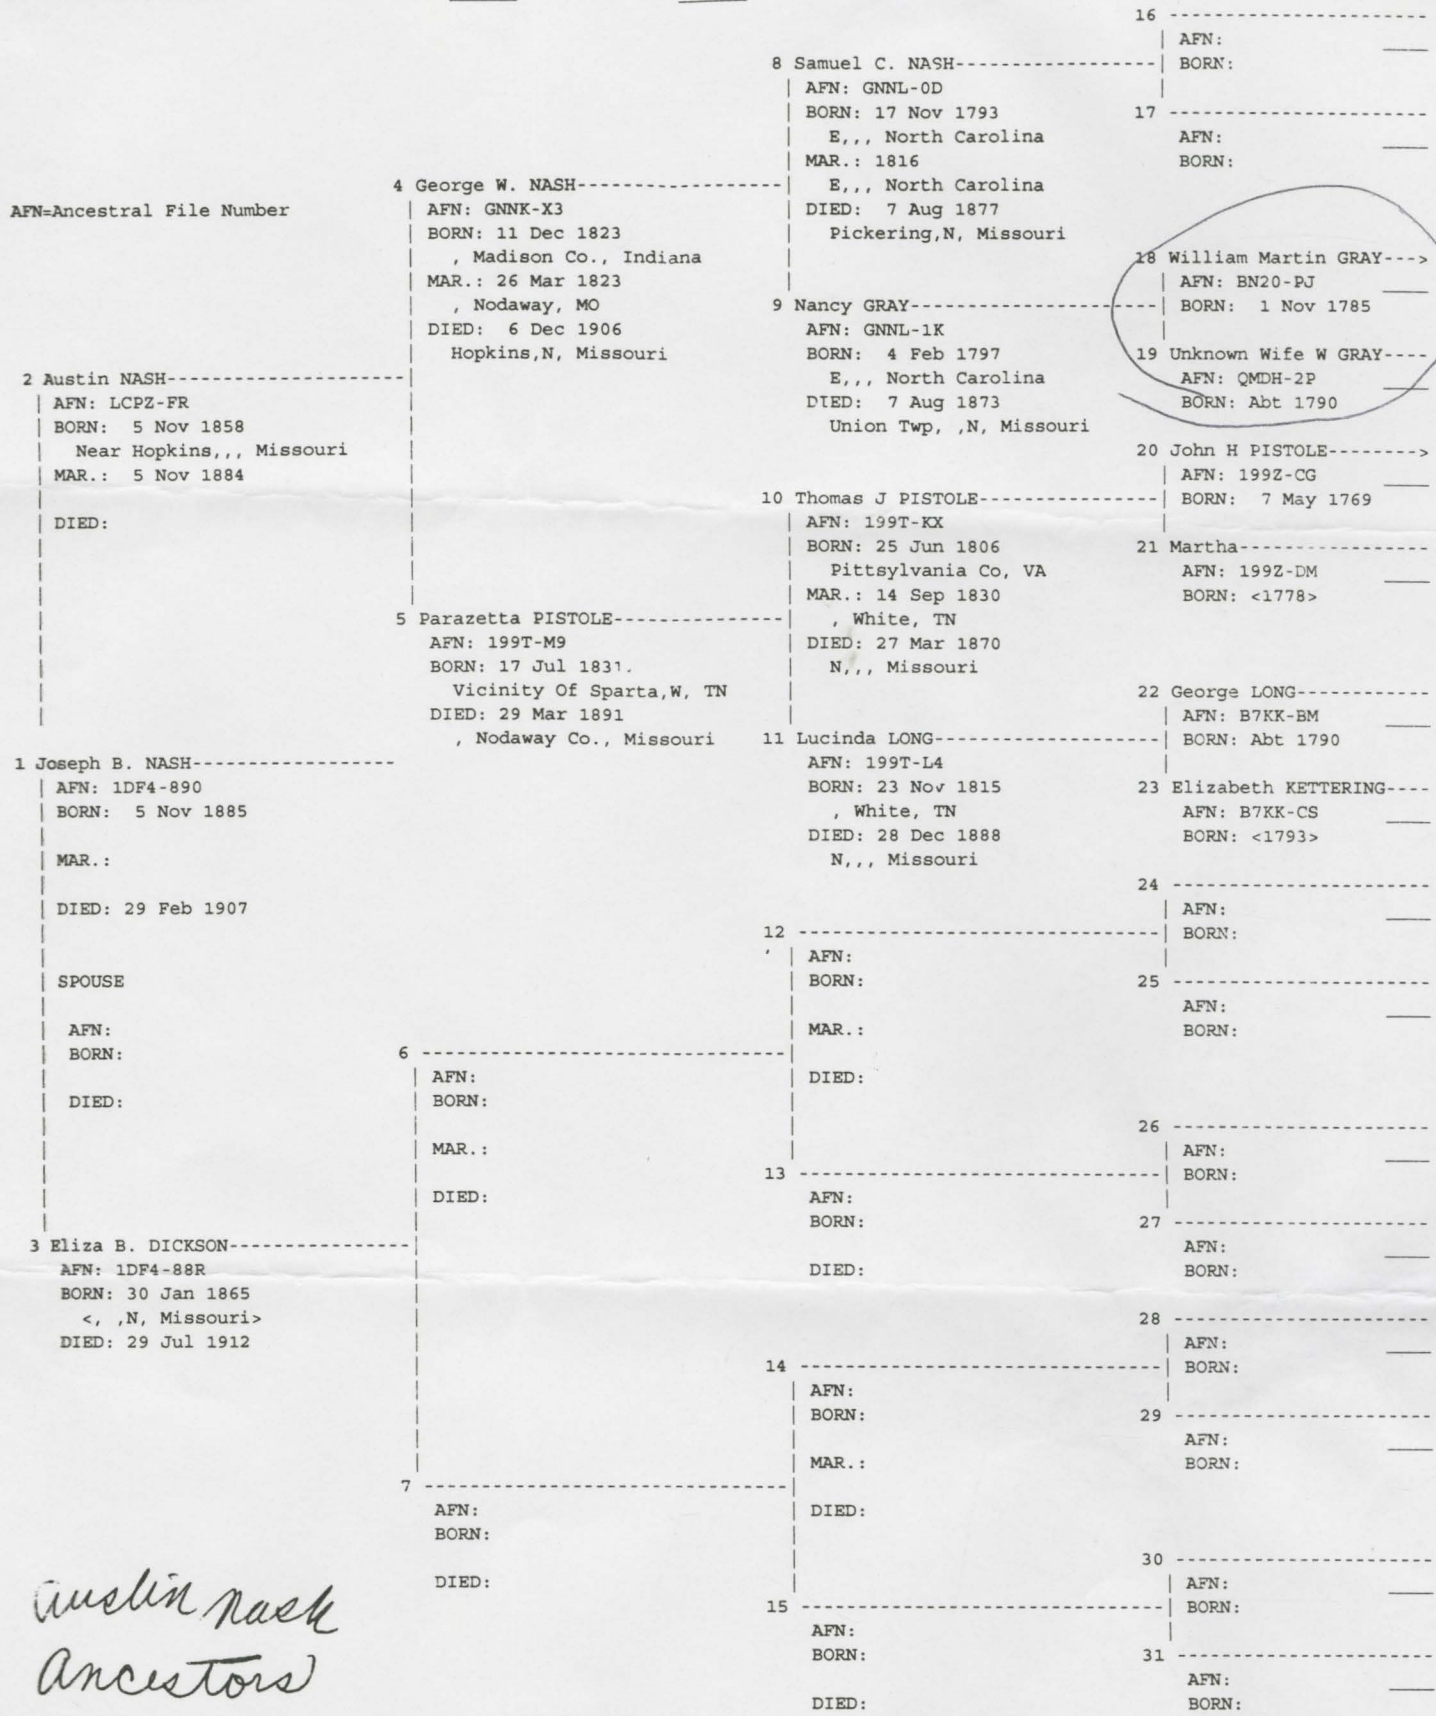 AFN=Ancestral File Number
2 Austin NASH
AFN: LCPZ-FR
BORN: 5 Nov 1858
Near Hopkins,,, Missouri
MAR.: 5 Nov 1884
DIED:
1 Joseph B. NASH
AFN: 1DF4-890
BORN: 5 Nov 1885
MAR.:
DIED: 29 Feb 1907
SPOUSE
AFN:
BORN:
DIED:
3 Eliza B. DICKSON
AFN: 1DF4-88R
BORN: 30 Jan 1865
<, ,N, Missouri>
DIED: 29 Jul 1912
Austin Nash
Ancestors
4 George W. NASH
AFN: GNNK-X3
BORN: 11 Dec 1823
, Madison Co., Indiana
MAR.: 26 Mar 1823
, Nodaway, MO
DIED: 6 Dec 1906
Hopkins,N, Missouri
5 Parazetta PISTOLE
AFN: 199T-M9
BORN: 17 Jul 1831.
Vicinity Of Sparta,W, TN
DIED: 29 Mar 1891
, Nodaway Co., Missouri
6
AFN:
BORN:
MAR.:
DIED:
7
AFN:
BORN:
DIED:
8 Samuel C. NASH
AFN: GNNL-0D
BORN: 17 Nov 1793
E,,, North Carolina
MAR.: 1816
E,,, North Carolina
DIED: 7 Aug 1877
Pickering,N, Missouri
9 Nancy GRAY
AFN: GNNL-1K
BORN: 4 Feb 1797
E,,, North Carolina
DIED: 7 Aug 1873
Union Twp, ,N, Missouri
10 Thomas J PISTOLE
AFN: 199T-KX
BORN: 25 Jun 1806
Pittsylvania Co, VA
MAR.: 14 Sep 1830
, White, TN
DIED: 27 Mar 1870
N,,, Missouri
11 Lucinda LONG
AFN: 199T-L4
BORN: 23 Nov 1815
, White, TN
DIED: 28 Dec 1888
N,,, Missouri
12
AFN:
BORN:
MAR.:
DIED:
13
AFN:
BORN:
DIED:
14
AFN:
BORN:
MAR.:
DIED:
15
AFN:
BORN:
DIED:
16
AFN:
BORN:
17
AFN:
BORN:
18 William Martin GRAY--->
AFN: BN20-PJ
BORN: 1 Nov 1785
19 Unknown Wife W GRAY
AFN: QMDH-2P
BORN: Abt 1790
20 John H PISTOLE-------->
AFN: 199Z-CG
BORN: 7 May 1769
21 Martha
AFN: 199Z-DM
BORN: <1778>
22 George LONG
AFN: B7KK-BM
BORN: Abt 1790
23 Elizabeth KETTERING
AFN: B7KK-CS
BORN: <1793>
24
AFN:
BORN:
25
AFN:
BORN:
26
AFN:
BORN:
27
AFN:
BORN:
28
AFN:
BORN:
29
AFN:
BORN:
30
AFN:
BORN:
31
AFN:
BORN: